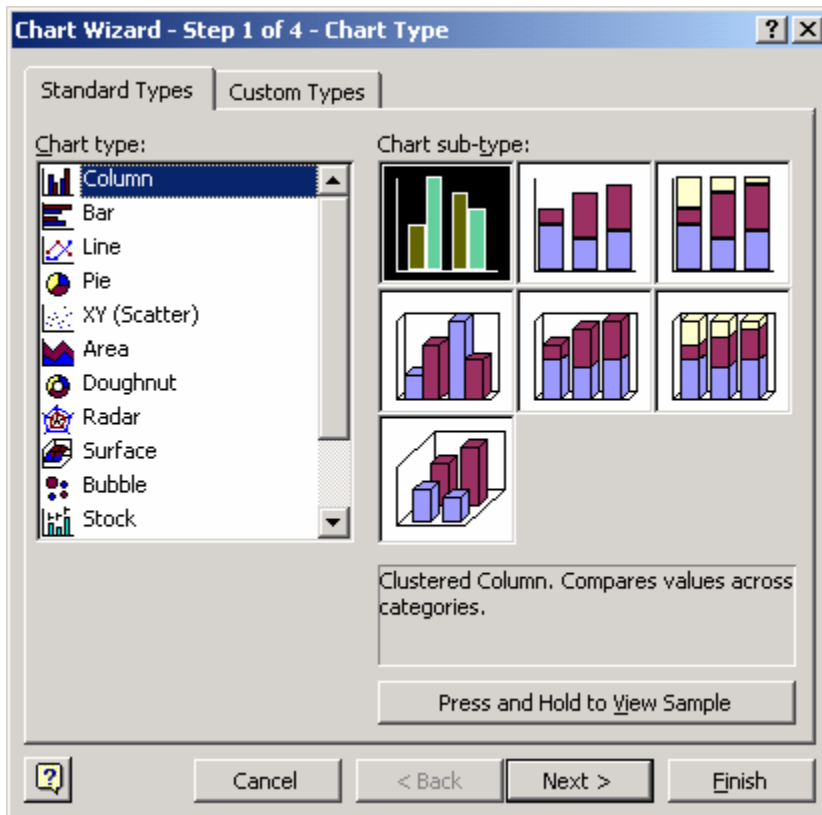 Chart Wizard - Step 1 of 4 - Chart Type
Standard Types
Custom Types
Chart type:
Column
Bar
Line
Pie
XY (Scatter)
Area
Doughnut
Radar
Surface
Bubble
Stock
Chart sub-type:
Clustered Column. Compares values across
categories.
Press and Hold to View Sample
Cancel
< Back
Next >
Finish